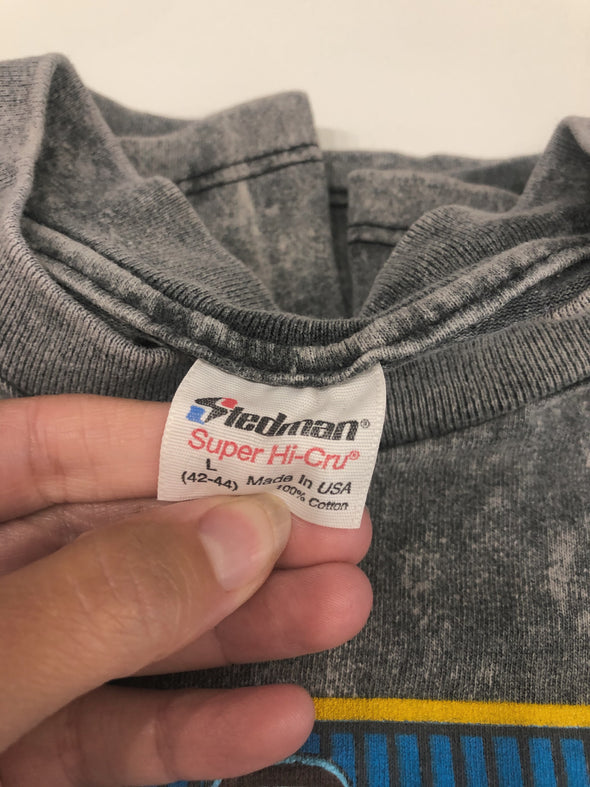 Stedman®
Super Hi-Cru®
L
(42-44) Made In USA
100% Cotton